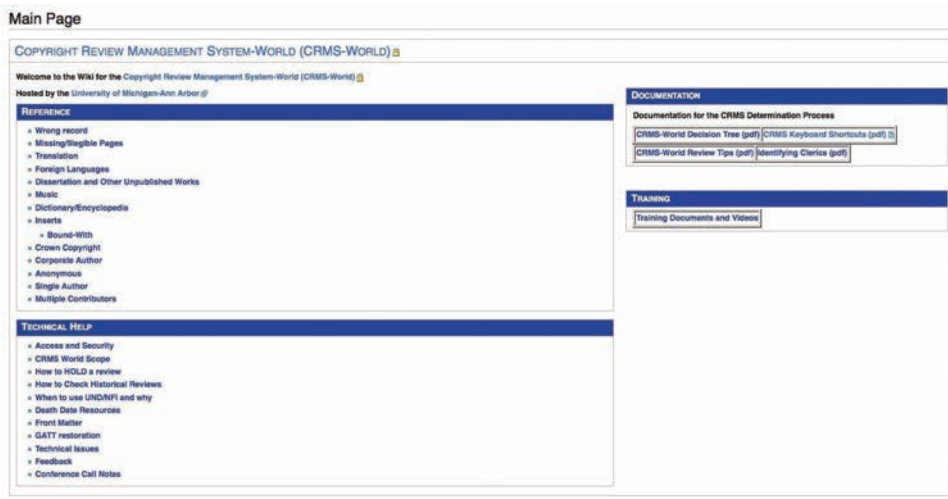 Main Page
COPYRIGHT REVIEW MANAGEMENT SYSTEM-WORLD (CRMS-WORLD)
Welcome to the Wiki for the Copyright Review Management System-World (CRMS-World)
Hosted by the University of Michigan-Ann Arbor
REFERENCE
Wrong record
Missing/Illegible Pages
Translation
Foreign Languages
Dissertation and Other Unpublished Works
Music
Dictionary/Encyclopedia
Inserts
Bound-With
Crown Copyright
Corporate Author
Anonymous
Single Author
Multiple Contributors
TECHNICAL HELP
Access and Security
CRMS World Scope
How to HOLD a review
How to Check Historical Reviews
When to use UND/NFI and why
Death Date Resources
Front Matter
GATT restoration
Technical Issues
Feedback
Conference Call Notes
DOCUMENTATION
Documentation for the CRMS Determination Process
CRMS-World Decision Tree (pdf) CRMS Keyboard Shortcuts (pdf)
CRMS-World Review Tips (pdf) Identifying Clerics (pdf)
TRAINING
Training Documents and Videos